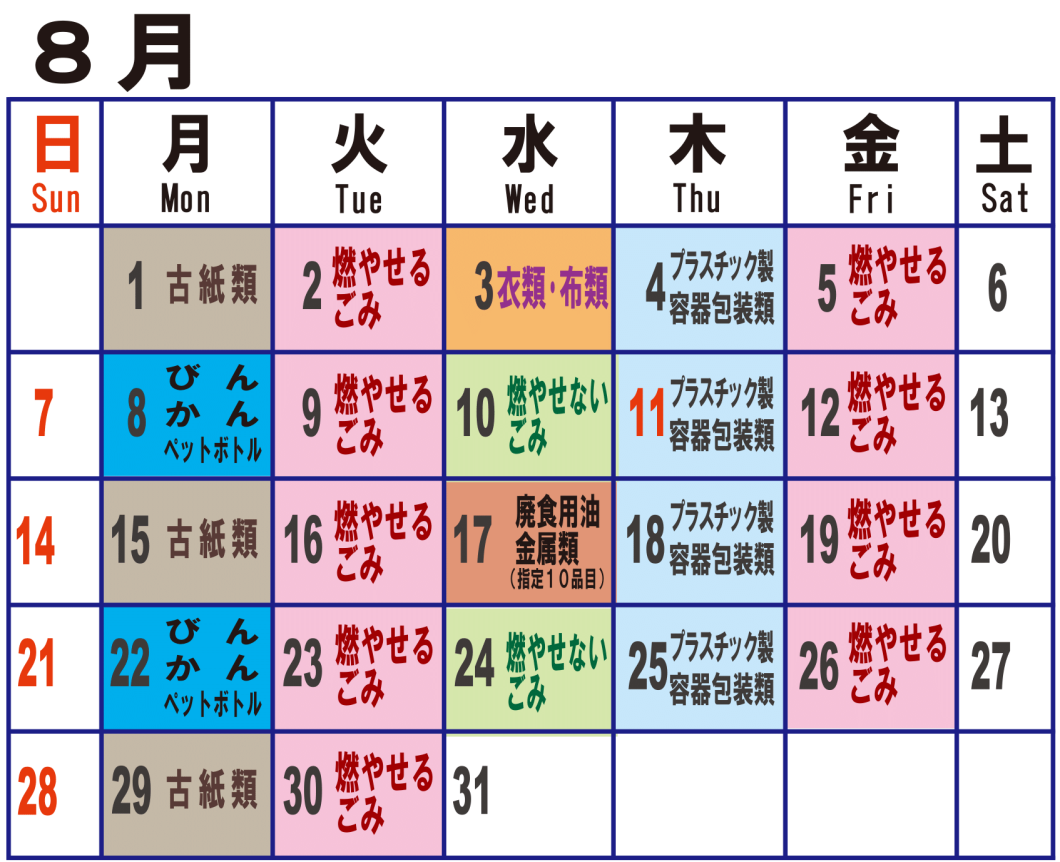 8月
日 月 火 水 木 金 土
Sun Mon Tue Wed Thu Fri Sat
1 古紙類
2 燃やせる
ごみ
3 衣類・布類
4 プラスチック製
容器包装類
5 燃やせる
ごみ
6
7
8 びん
かん
ペットボトル
9 燃やせる
ごみ
10 燃やせない
ごみ
11 プラスチック製
容器包装類
12 燃やせる
ごみ
13
14
15 古紙類
16 燃やせる
ごみ
17 廃食用油
金属類
(指定10品目)
18 プラスチック製
容器包装類
19 燃やせる
ごみ
20
21
22 びん
かん
ペットボトル
23 燃やせる
ごみ
24 燃やせない
ごみ
25 プラスチック製
容器包装類
26 燃やせる
ごみ
27
28
29 古紙類
30 燃やせる
ごみ
31